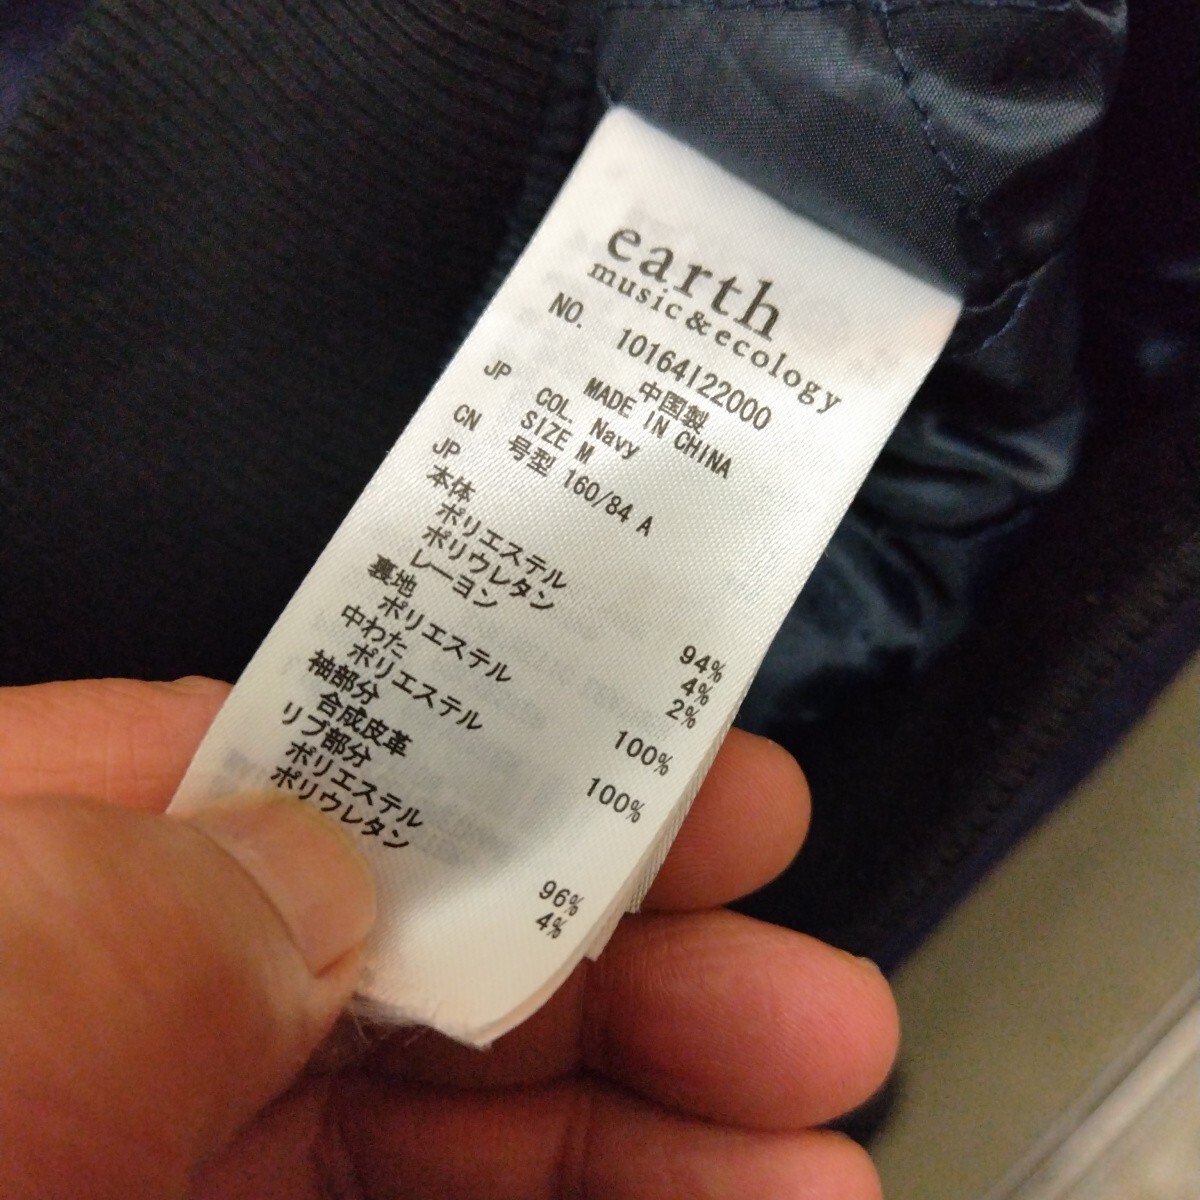 earth
music&ecology
NO. 10164I22000
中国製
MADE IN CHINA
JP COL. Navy
SIZE M
CN 号型 160/84 A
JP
本体
ポリエステル 94%
ポリウレタン 4%
レーヨン 2%
裏地
ポリエステル 100%
中わた
ポリエステル 100%
袖部分
合成皮革
リブ部分
ポリエステル 96%
ポリウレタン 4%